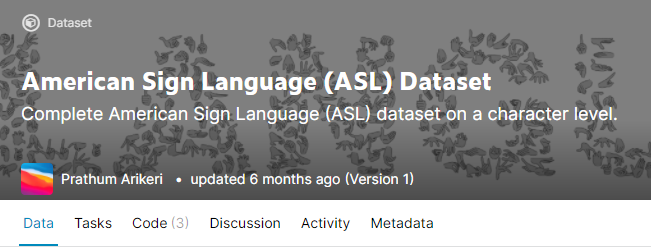 Dataset
American Sign Language (ASL) Dataset
Complete American Sign Language (ASL) dataset on a character level.
Prathum Arikeri • updated 6 months ago (Version 1)
Data Tasks Code (3) Discussion Activity Metadata